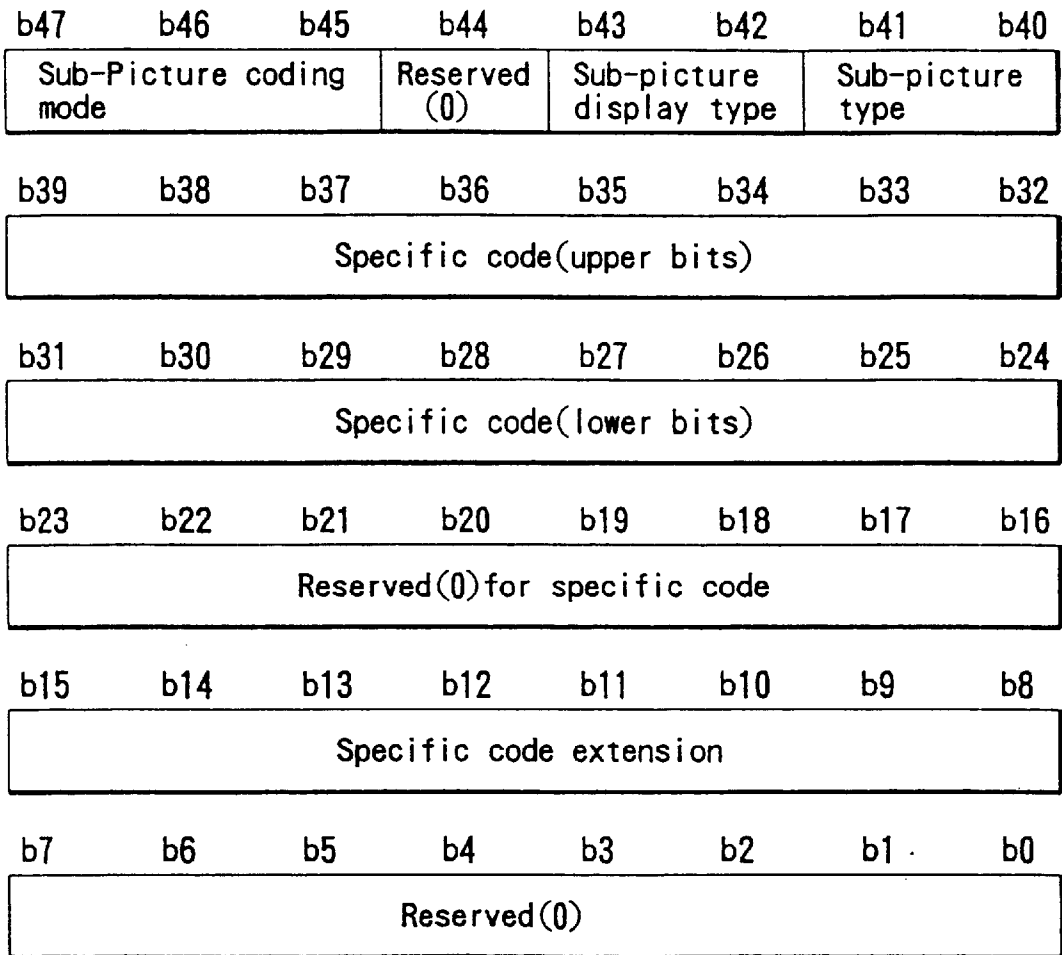 b47 b46 b45 b44 b43 b42 b41 b40
Sub-Picture coding Reserved Sub-picture Sub-picture
mode (0) display type type
b39 b38 b37 b36 b35 b34 b33 b32
Specific code(upper bits)
b31 b30 b29 b28 b27 b26 b25 b24
Specific code(lower bits)
b23 b22 b21 b20 b19 b18 b17 b16
Reserved(0)for specific code
b15 b14 b13 b12 b11 b10 b9 b8
Specific code extension
b7 b6 b5 b4 b3 b2 b1 b0
Reserved(0)